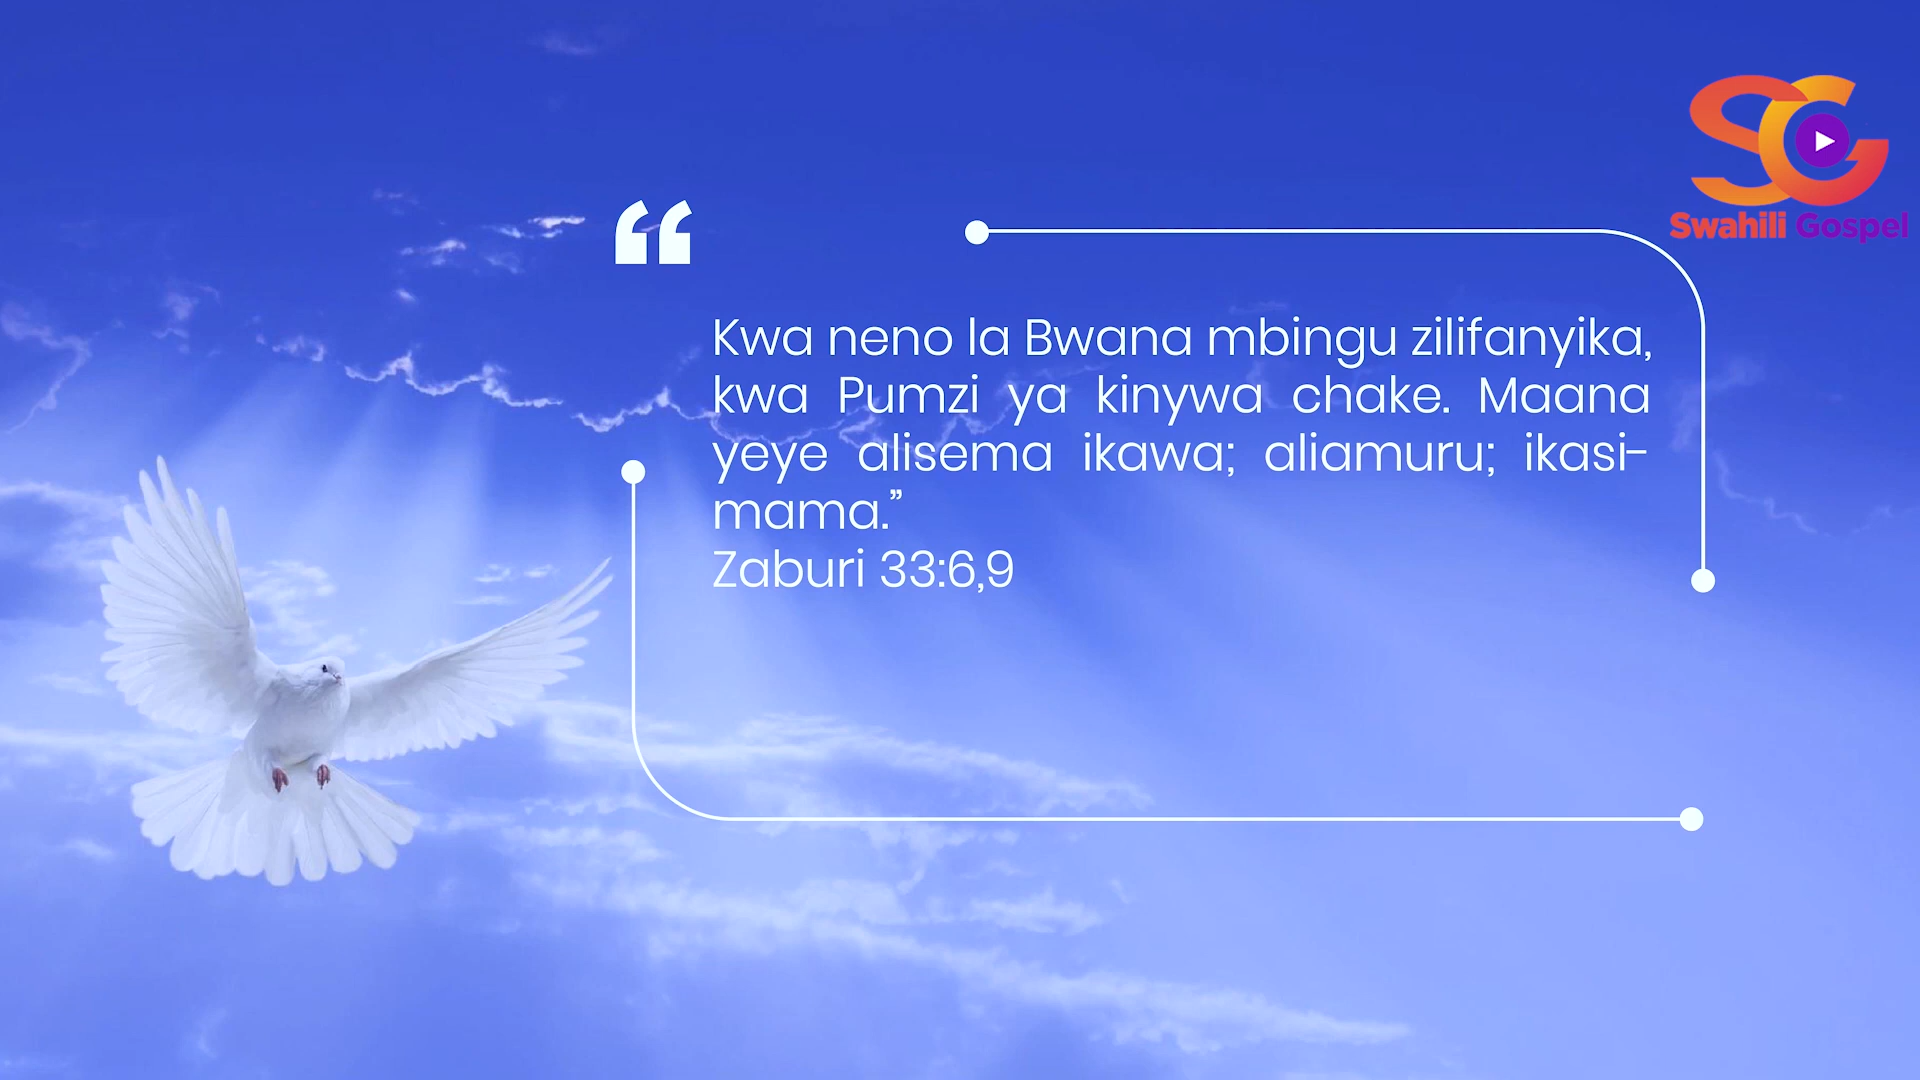 SG
Swahili Gospel
“
Kwa neno la Bwana mbingu zilifanyika,
kwa Pumzi ya kinywa chake. Maana
yeye alisema ikawa; aliamuru; ikasi-
mama.”
Zaburi 33:6,9